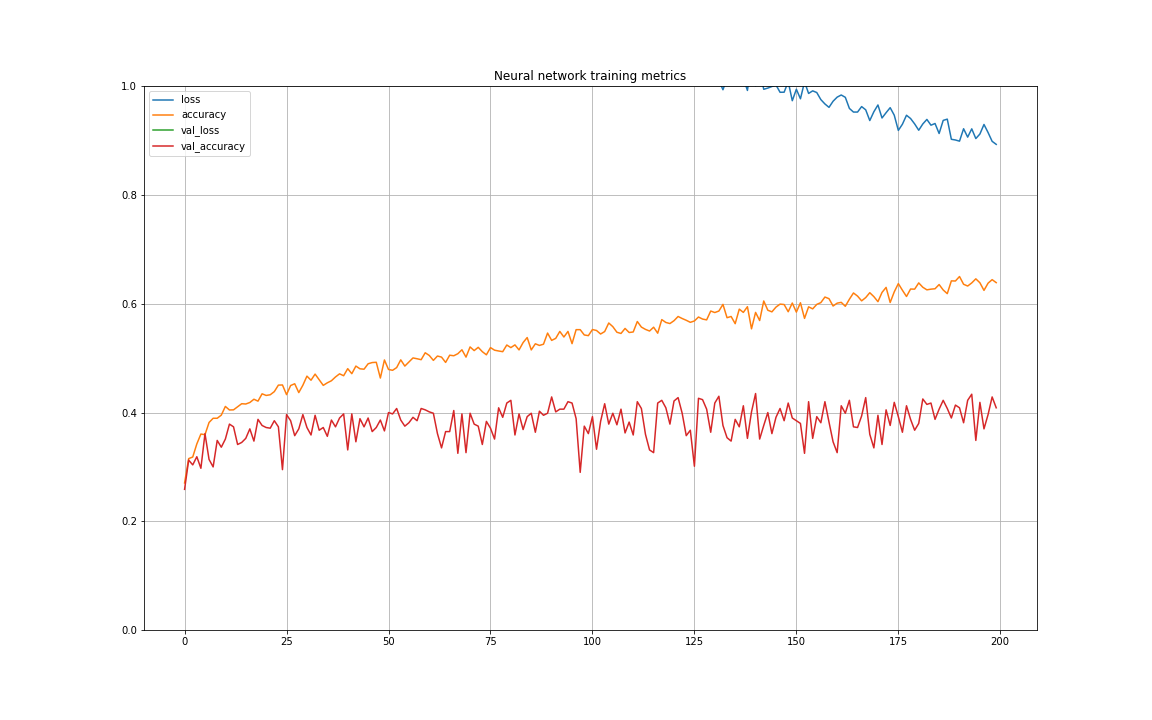 Neural network training metrics
1.0
loss
accuracy
val_loss
val_accuracy
0.8
0.6
0.4
0.2
0.0
0 25 50 75 100 125 150 175 200